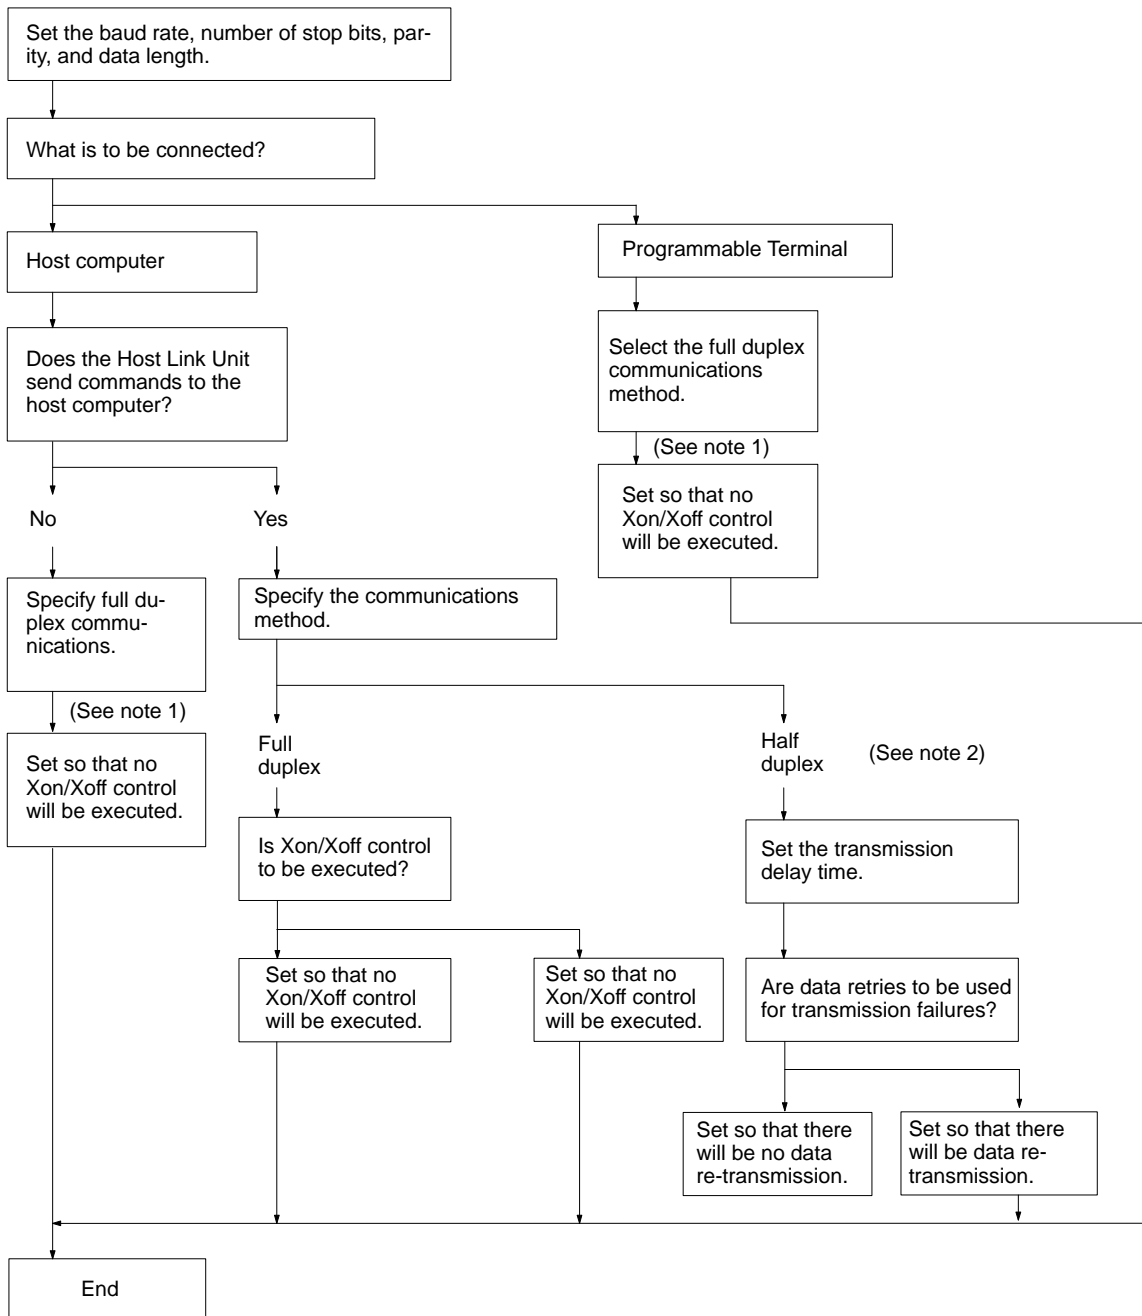 Set the baud rate, number of stop bits, par-
ity, and data length.
What is to be connected?
Host computer
Programmable Terminal
Does the Host Link Unit
send commands to the
host computer?
Select the full duplex
communications
method.
(See note 1)
Set so that no
Xon/Xoff control
will be executed.
No
Yes
Specify full du-
plex commu-
nications.
Specify the communications
method.
(See note 1)
Set so that no
Xon/Xoff control
will be executed.
Full
duplex
Half
duplex
(See note 2)
Is Xon/Xoff control
to be executed?
Set the transmission
delay time.
Set so that no
Xon/Xoff control
will be executed.
Set so that no
Xon/Xoff control
will be executed.
Are data retries to be used
for transmission failures?
Set so that there
will be no data
re-transmission.
Set so that there
will be data re-
transmission.
End